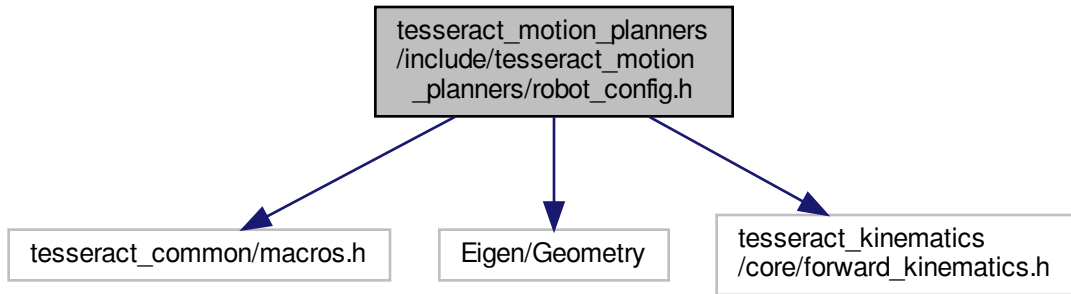 tesseract_motion_planners
/include/tesseract_motion
_planners/robot_config.h
tesseract_common/macros.h
Eigen/Geometry
tesseract_kinematics
/core/forward_kinematics.h